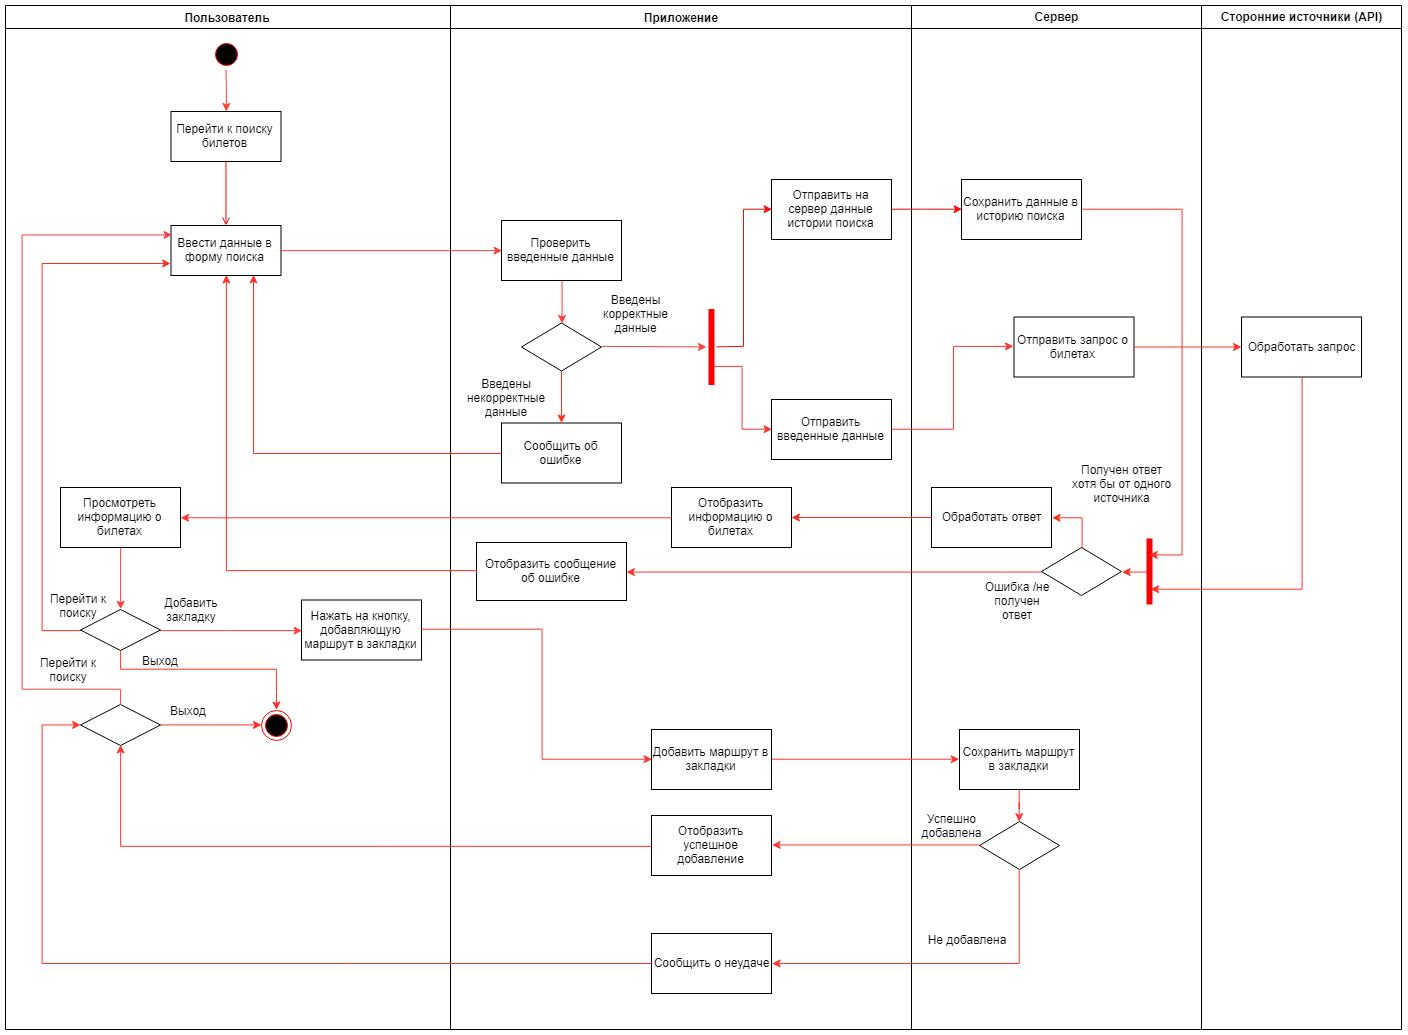 Пользователь
Приложение
Сервер
Сторонние источники (API)
Перейти к поиску
билетов
Отправить на
сервер данные
истории поиска
Сохранить данные в
историю поиска
Ввести данные в
форму поиска
Проверить
введенные данные
Введены
корректные
данные
Отправить запрос о
билетах
Обработать запрос
Введены
некорректные
данные
Отправить
введенные данные
Сообщить об
ошибке
Получен ответ
хотя бы от одного
источника
Просмотреть
информацию о
билетах
Отобразить
информацию о
билетах
Обработать ответ
Отобразить сообщение
об ошибке
Ошибка /не
получен
ответ
Перейти к
поиску
Добавить
закладку
Нажать на кнопку,
добавляющую
маршрут в закладки
Выход
Перейти к
поиску
Выход
Добавить маршрут в
закладки
Сохранить маршрут
в закладки
Отобразить
успешное
добавление
Успешно
добавлена
Не добавлена
Сообщить о неудаче